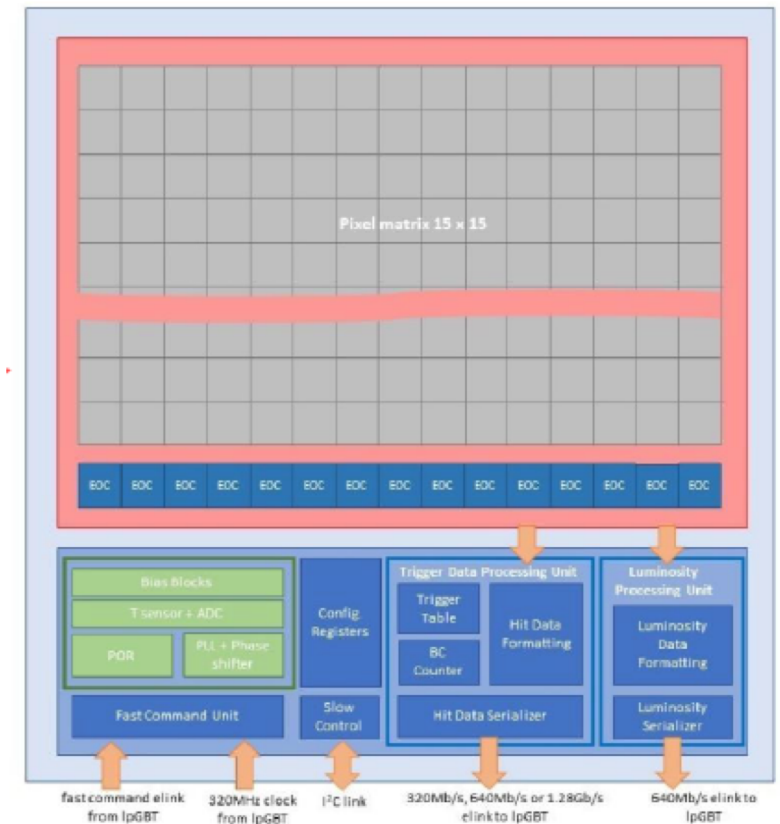 Pixel matrix 15 x 15
EOC EOC EOC EOC EOC EOC EOC EOC EOC EOC EOC EOC EOC EOC EOC
Bias Blocks
T sensor + ADC
POR
PLL + Phase
shifter
Fast Command Unit
Config
Registers
Slow
Control
Trigger Data Processing Unit
Trigger
Table
BC
Counter
Hit Data
Formatting
Hit Data Serializer
Luminosity
Processing Unit
Luminosity
Data
Formatting
Luminosity
Serializer
fast command elink
from lpGBT
320MHz clock
from lpGBT
I²C link
320Mb/s, 640Mb/s or 1.28Gb/s
elink to lpGBT
640Mb/s elink to
lpGBT